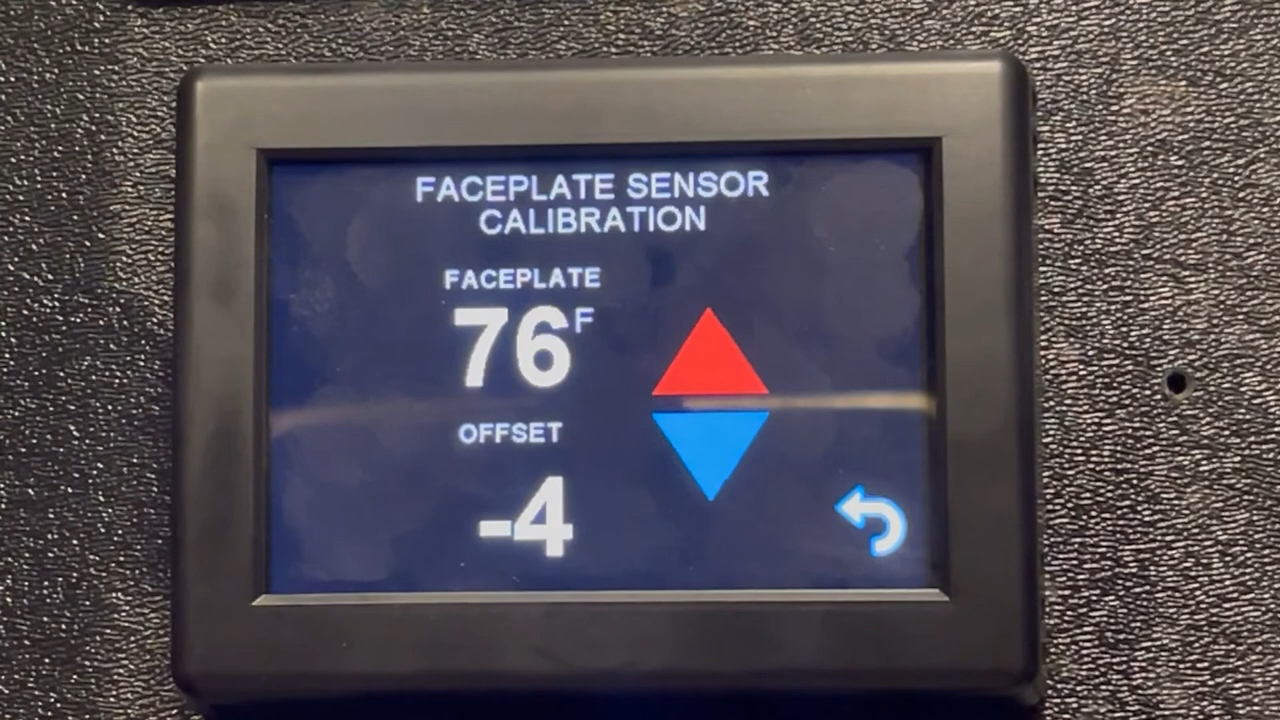 FACEPLATE SENSOR
CALIBRATION
FACEPLATE
76F
OFFSET
-4